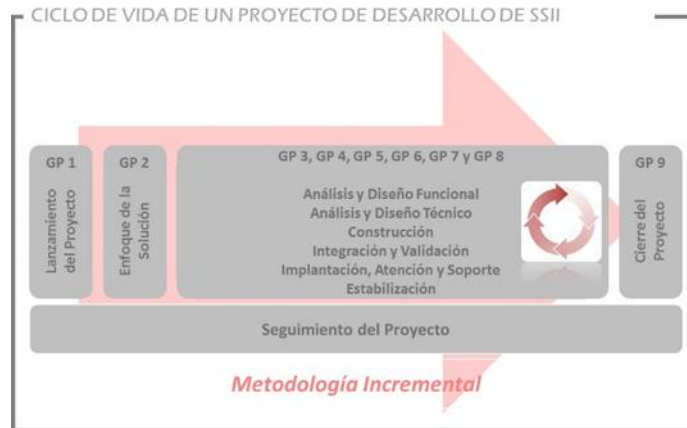 CICLO DE VIDA DE UN PROYECTO DE DESARROLLO DE SSII
GP 1
Lanzamiento
del Proyecto
GP 2
Enfoque de la
Solución
GP 3, GP 4, GP 5, GP 6, GP 7 y GP 8
Análisis y Diseño Funcional
Análisis y Diseño Técnico
Construcción
Integración y Validación
Implantación, Atención y Soporte
Estabilización
GP 9
Cierre del
Proyecto
Seguimiento del Proyecto
Metodología Incremental